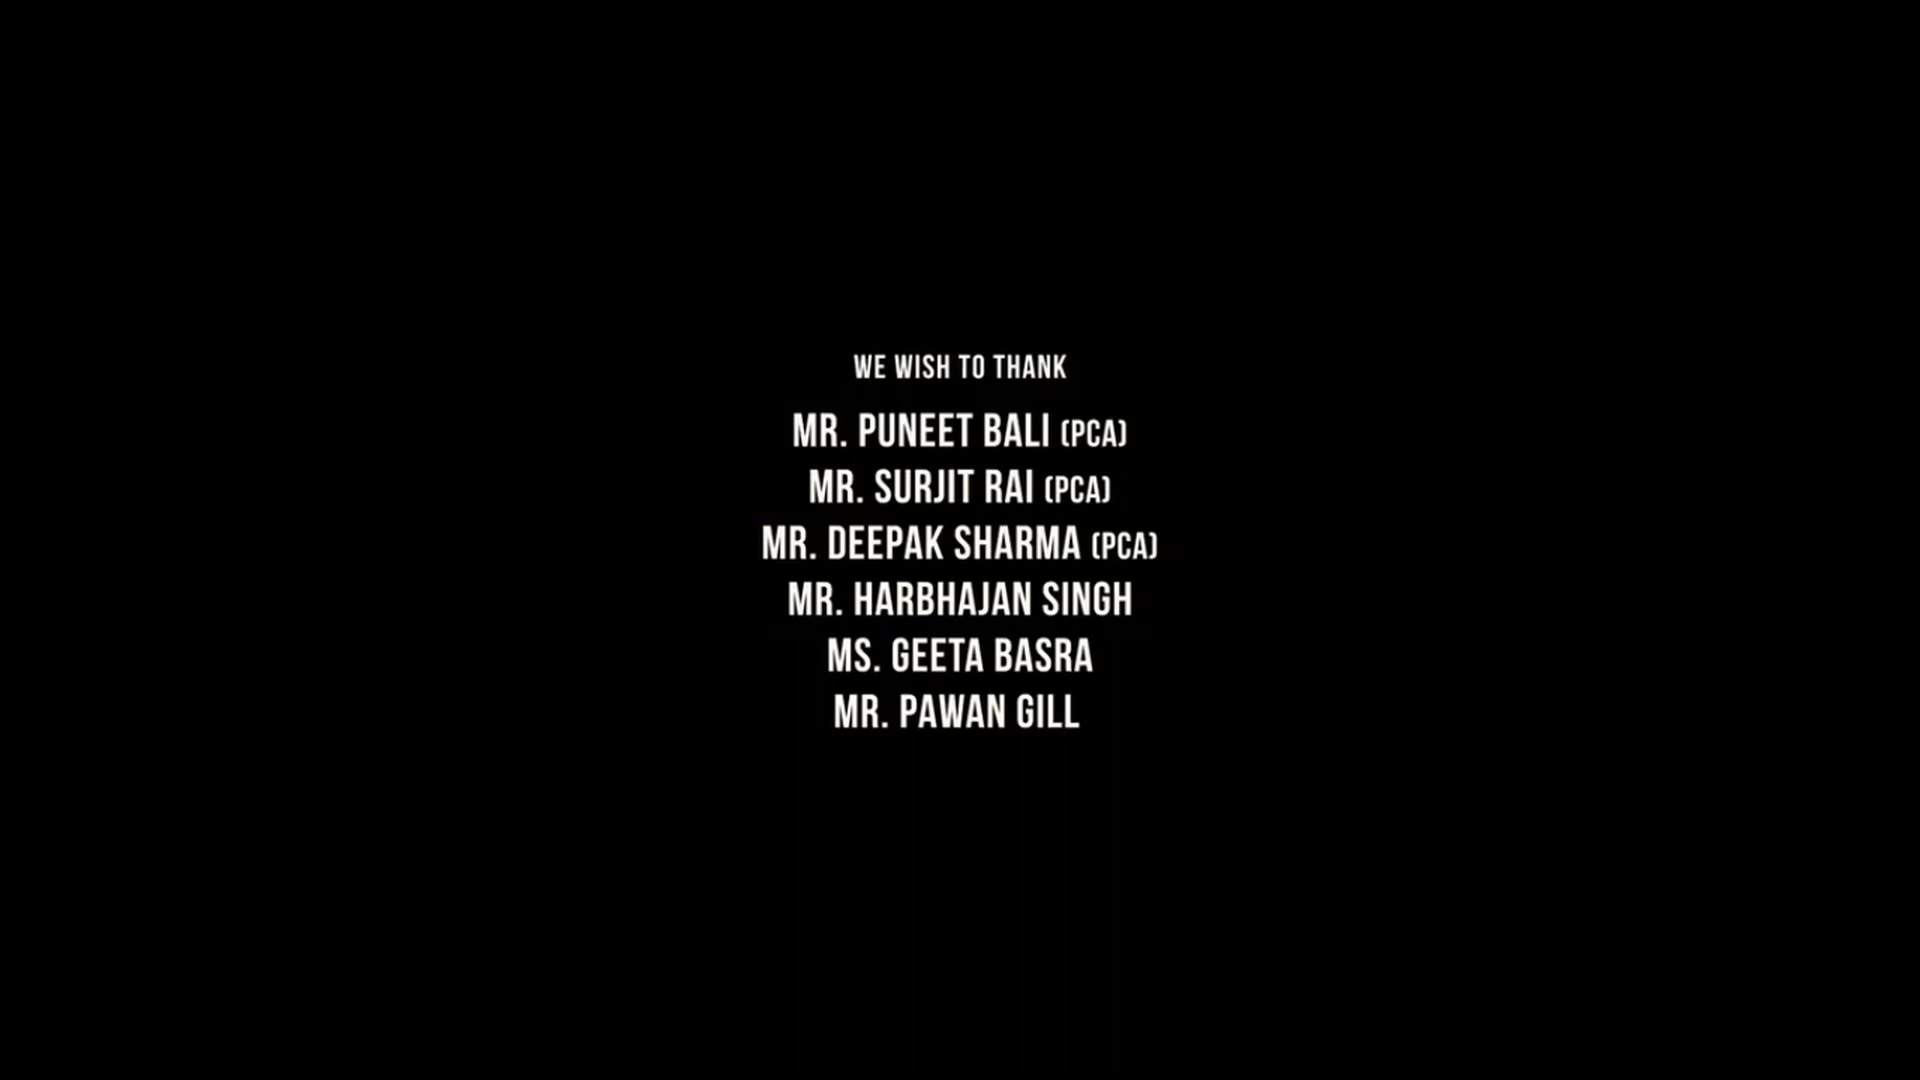 WE WISH TO THANK
MR. PUNEET BALI (PCA)
MR. SURJIT RAI (PCA)
MR. DEEPAK SHARMA (PCA)
MR. HARBHAJAN SINGH
MS. GEETA BASRA
MR. PAWAN GILL